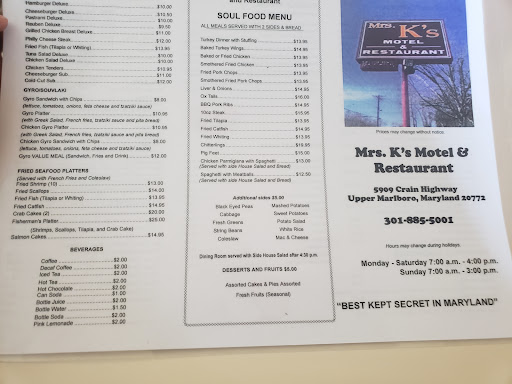 Hamburger Deluxe $10.00
Cheeseburger Deluxe $10.50
Pastrami Deluxe $10.00
Reuben Deluxe $0.50
Grilled Chicken Breast Deluxe $11.00
Philly Cheese Steak $12.00
Fried Fish (Tilapia or Whiting) $13.95
Tuna Salad Deluxe $10.00
Chicken Salad Deluxe $10.00
Chicken Tenders $10.95
Cheeseburger Sub $11.00
Cold Cut Sub $12.00
GYRO/SOUVLAKI
Gyro Sandwich with Chips $8.00
(lettuce, tomatoes, onions, feta cheese and tzatziki sauce)
Gyro Platter $10.95
(with Greek Salad, French fries, tzatziki sauce and pita bread)
Chicken Gyro Platter $10.95
(with Greek Salad, French fries, tzatziki sauce and pita bread)
Chicken Gyro Sandwich with Chips $8.00
(lettuce, tomatoes, onions, feta cheese and tzatziki sauce)
Gyro VALUE MEAL (Sandwich, Fries and Drink) $12.00
FRIED SEAFOOD PLATTERS
(Served with French Fries and Coleslaw)
Fried Shrimp (10) $13.00
Fried Scallops $14.00
Fried Fish (Tilapia or Whiting) $13.95
Fried Catfish $14.95
Crab Cakes (2) $20.00
Fisherman's Platter $25.00
(Shrimps, Scallops, Tilapia, and Crab Cake)
Salmon Cakes $14.95
BEVERAGES
Coffee $2.00
Decaf Coffee $2.00
Iced Tea $2.00
Hot Tea $2.00
Hot Chocolate $2.00
Can Soda $1.00
Bottle Juice $2.00
Bottle Water $1.50
Bottle Soda $2.00
Pink Lemonade $2.00
and Restaurant
SOUL FOOD MENU
ALL MEALS SERVED WITH 2 SIDES & BREAD
Turkey Dinner with Stuffing $13.95
Baked Turkey Wings $14.95
Baked or Fried Chicken $13.95
Smothered Fried Chicken $14.95
Fried Pork Chops $13.95
Smothered Pork Chops $14.95
Liver & Onions $14.95
Ox Tails $16.00
BBQ Pork Ribs $14.95
10oz Steak $15.95
Fried Tilapia $13.95
Fried Catfish $14.95
Fried Whiting $13.95
Chitterlings $19.95
Pig Feet $15.00
Chicken Parmigiana with Spaghetti $13.00
(Served with side House Salad and Bread)
Spaghetti with Meatballs $12.50
(served with side House Salad and Bread)
Additional sides $5.00
Black Eyed Peas Mashed Potatoes
Cabbage Sweet Potatoes
Fresh Greens Potato Salad
String Beans White Rice
Coleslaw Mac & Cheese
Dining Room served with Side House Salad after 4:30 p.m.
DESSERTS AND FRUITS $5.00
Assorted Cakes & Pies Assorted
Fresh Fruits (Seasonal)
Mrs. K's
MOTEL
&
RESTAURANT
Prices may change without notice.
Mrs. K's Motel &
Restaurant
5909 Crain Highway
Upper Marlboro, Maryland 20772
301-885-5001
Hours may change during holidays.
Monday - Saturday 7:00 a.m. - 4:00 p.m.
Sunday 7:00 a.m. - 3:00 p.m.
"BEST KEPT SECRET IN MARYLAND"